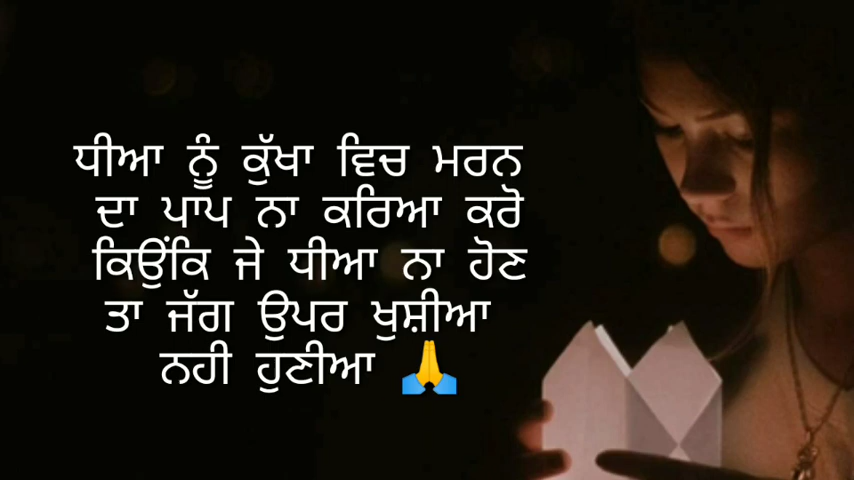 ਧੀਆ ਨੂੰ ਕੁੱਖਾ ਵਿਚ ਮਰਨ
ਦਾ ਪਾਪ ਨਾ ਕਰਿਆ ਕਰੋ
ਕਿਉਂਕਿ ਜੇ ਧੀਆ ਨਾ ਹੋਣ
ਤਾ ਜੱਗ ਉਪਰ ਖੁਸ਼ੀਆ
ਨਹੀ ਹੁਣੀਆ 🙏